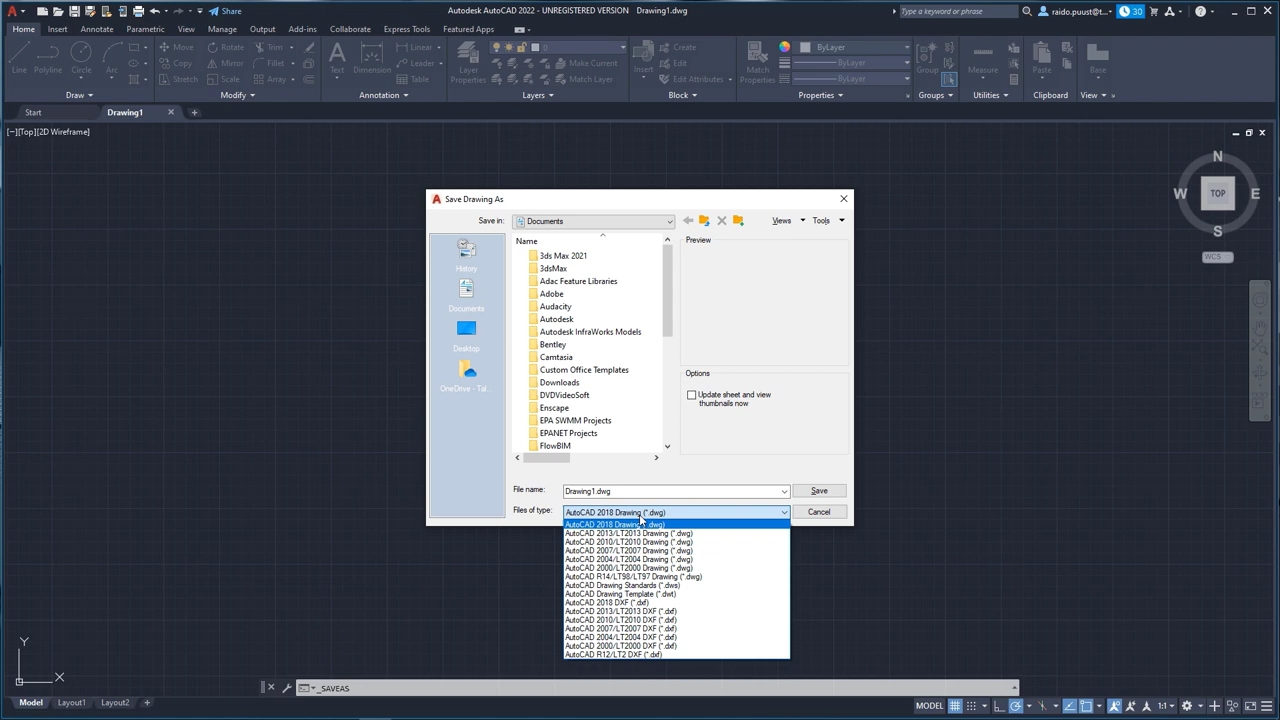 Share
Autodesk AutoCAD 2022 - UNREGISTERED VERSION Drawing1.dwg
Type a keyword or phrase
raido.puust@t...
30
Home Insert Annotate Parametric View Manage Output Add-ins Collaborate Express Tools Featured Apps
Line Polyline Circle Arc
Move Rotate Trim
Copy Mirror Fillet
Stretch Scale Array
Text Dimension
Linear
Leader
Table
Layer Properties
0
Make Current
Match Layer
Insert
Create
Edit
Edit Attributes
Match Properties
ByLayer
ByLayer
ByLayer
Group
Measure
Paste
Base
Draw Modify Annotation Layers Block Properties Groups Utilities Clipboard View
Start Drawing1
[−][Top][2D Wireframe]
N
W TOP E
S
WCS
Save Drawing As
Save in: Documents Views Tools
Name
3ds Max 2021
3dsMax
Adac Feature Libraries
Adobe
Audacity
Autodesk
Autodesk InfraWorks Models
Bentley
Camtasia
Custom Office Templates
Downloads
DVDVideoSoft
Enscape
EPA SWMM Projects
EPANET Projects
FlowBIM
History
Documents
Desktop
OneDrive - Tal...
Preview
Options
Update sheet and view
thumbnails now
File name: Drawing1.dwg Save
Files of type: AutoCAD 2018 Drawing (*.dwg) Cancel
AutoCAD 2018 Drawing (*.dwg)
AutoCAD 2013/LT2013 Drawing (*.dwg)
AutoCAD 2010/LT2010 Drawing (*.dwg)
AutoCAD 2007/LT2007 Drawing (*.dwg)
AutoCAD 2004/LT2004 Drawing (*.dwg)
AutoCAD 2000/LT2000 Drawing (*.dwg)
AutoCAD R14/LT98/LT97 Drawing (*.dwg)
AutoCAD Drawing Standards (*.dws)
AutoCAD Drawing Template (*.dwt)
AutoCAD 2018 DXF (*.dxf)
AutoCAD 2013/LT2013 DXF (*.dxf)
AutoCAD 2010/LT2010 DXF (*.dxf)
AutoCAD 2007/LT2007 DXF (*.dxf)
AutoCAD 2004/LT2004 DXF (*.dxf)
AutoCAD 2000/LT2000 DXF (*.dxf)
AutoCAD R12/LT2 DXF (*.dxf)
Y
X
_SAVEAS
Model Layout1 Layout2
MODEL 1:1